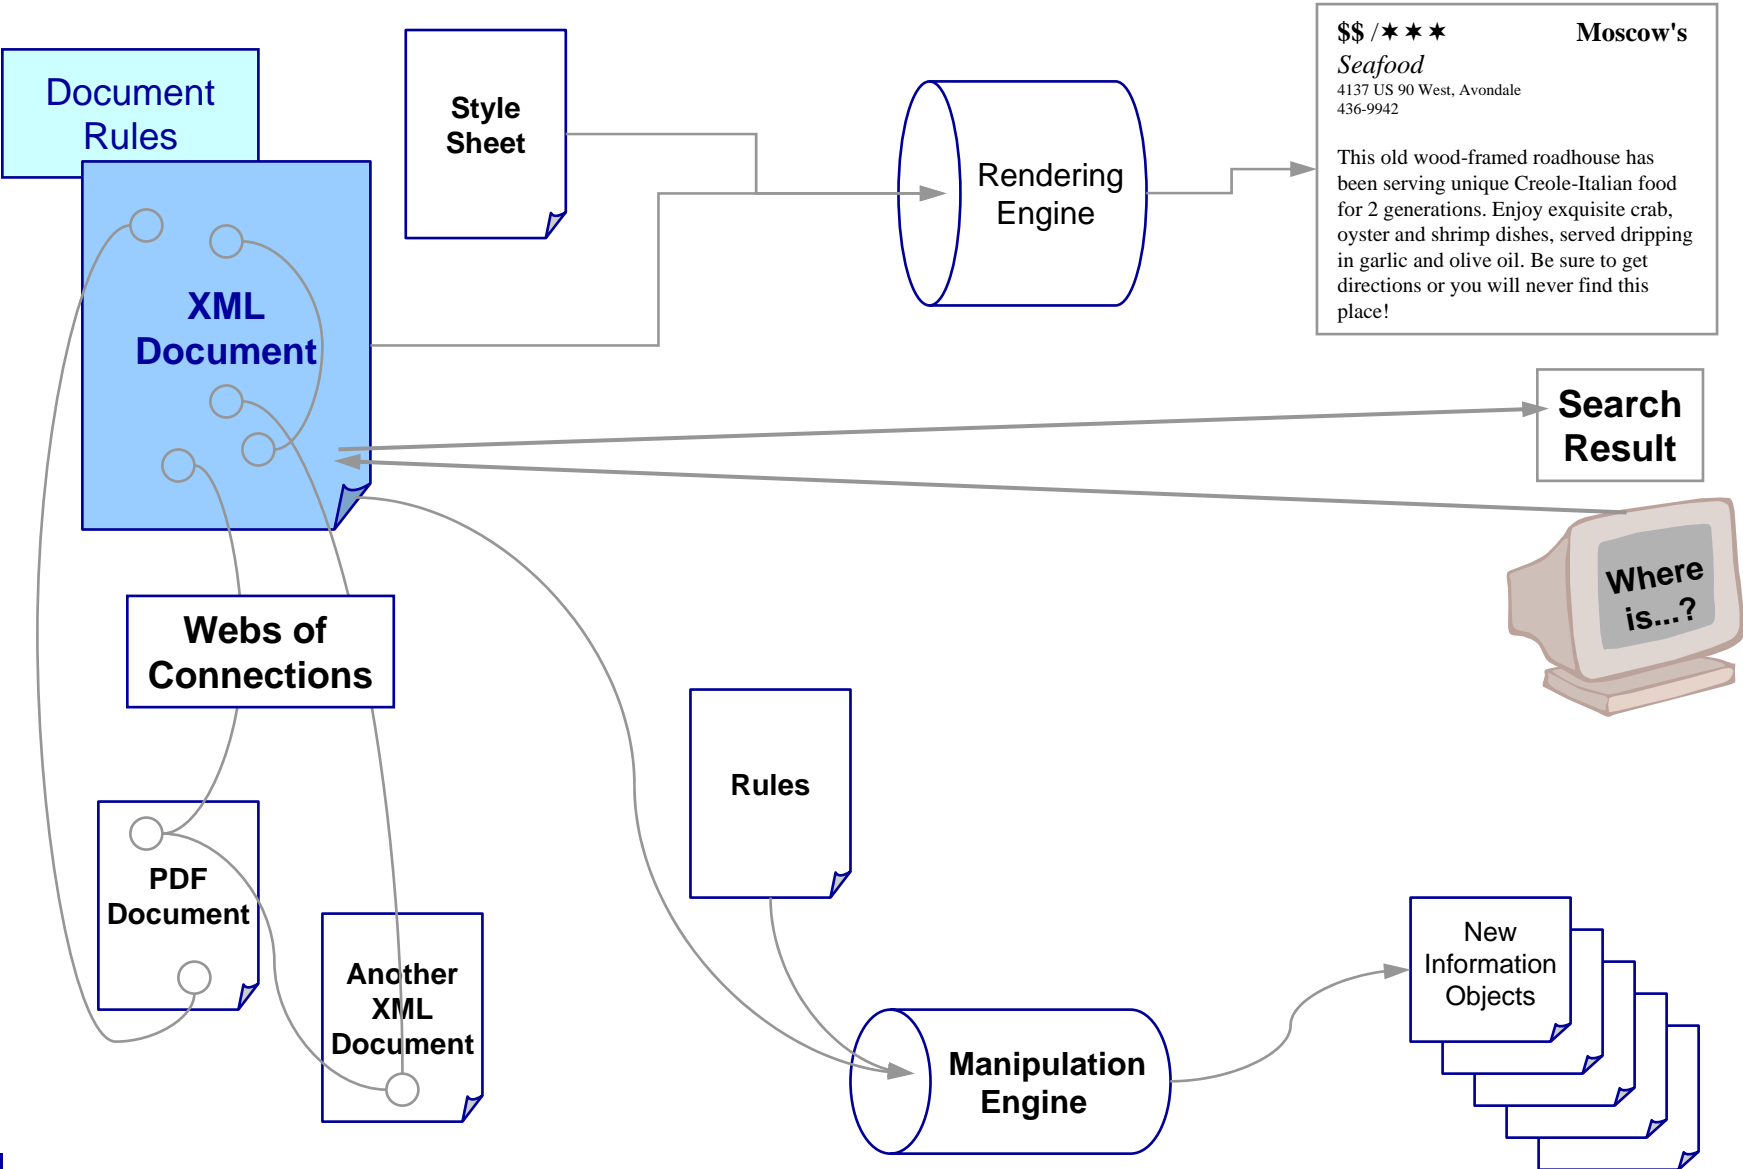 Document
Rules
XML
Document
Style
Sheet
Rendering
Engine
$$ /✶ ✶ ✶ Moscow's
Seafood
4137 US 90 West, Avondale
436-9942
This old wood-framed roadhouse has
been serving unique Creole-Italian food
for 2 generations. Enjoy exquisite crab,
oyster and shrimp dishes, served dripping
in garlic and olive oil. Be sure to get
directions or you will never find this
place!
Search
Result
Where
is...?
Webs of
Connections
PDF
Document
Another
XML
Document
Rules
Manipulation
Engine
New
Information
Objects